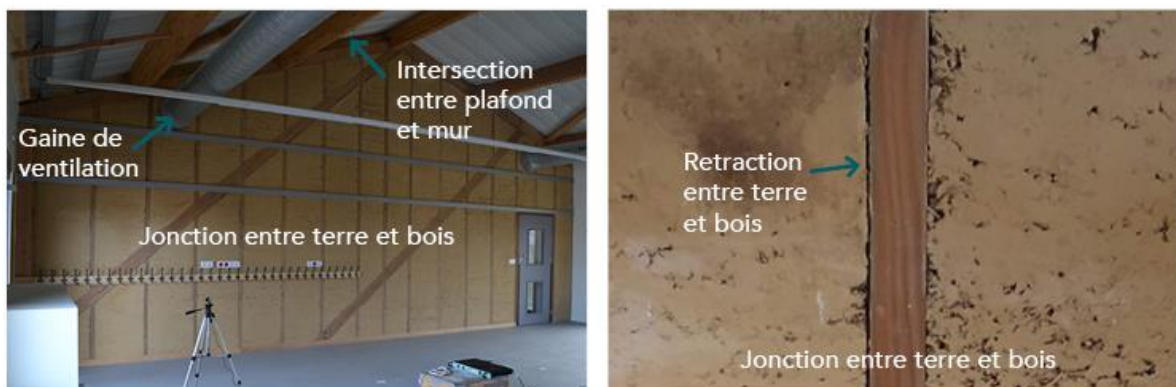 Intersection
entre plafond
et mur
Gaine de
ventilation
Jonction entre terre et bois
Retraction
entre terre
et bois
Jonction entre terre et bois